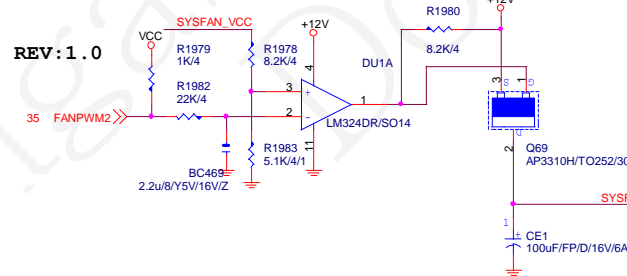 +12V
R1980
8.2K/4
SYSFAN_VCC
+12V
VCC
REV:1.0
R1979
1K/4
R1978
8.2K/4
DU1A
R1982
22K/4
3
4
1
2
11
+
-
LM324DR/SO14
35 FANPWM2
R1983
5.1K/4/1
BC469
2.2u/8/Y5V/16V/Z
3
S
G
1
D
2
Q69
AP3310H/TO252/30
SYSF
1
+
CE1
100uF/FP/D/16V/6A